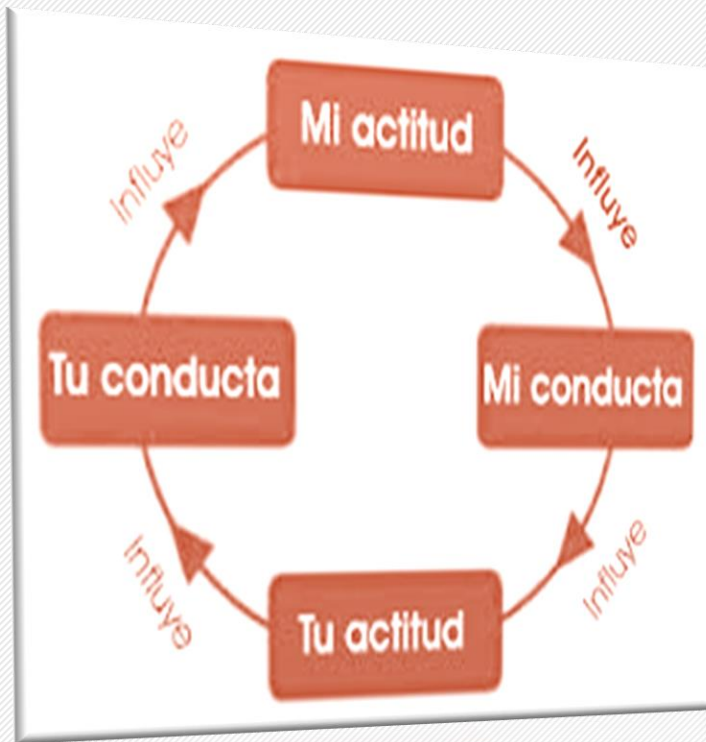 Mi actitud
Influye
Influye
Tu conducta
Mi conducta
Influye
Influye
Tu actitud